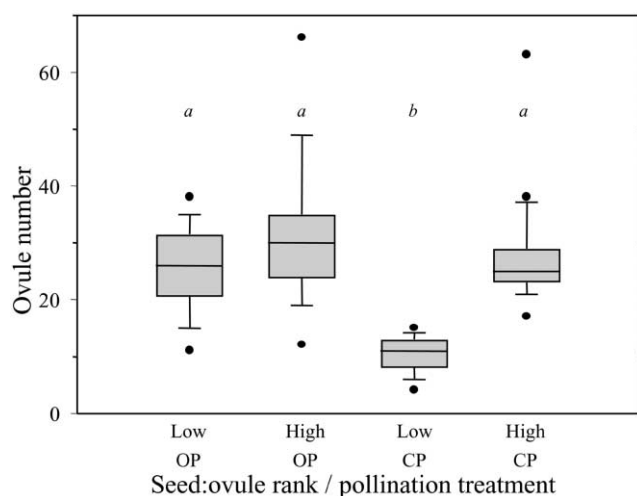 60
a a b a
40
Ovule number
20
0
Low High Low High
OP OP CP CP
Seed:ovule rank / pollination treatment